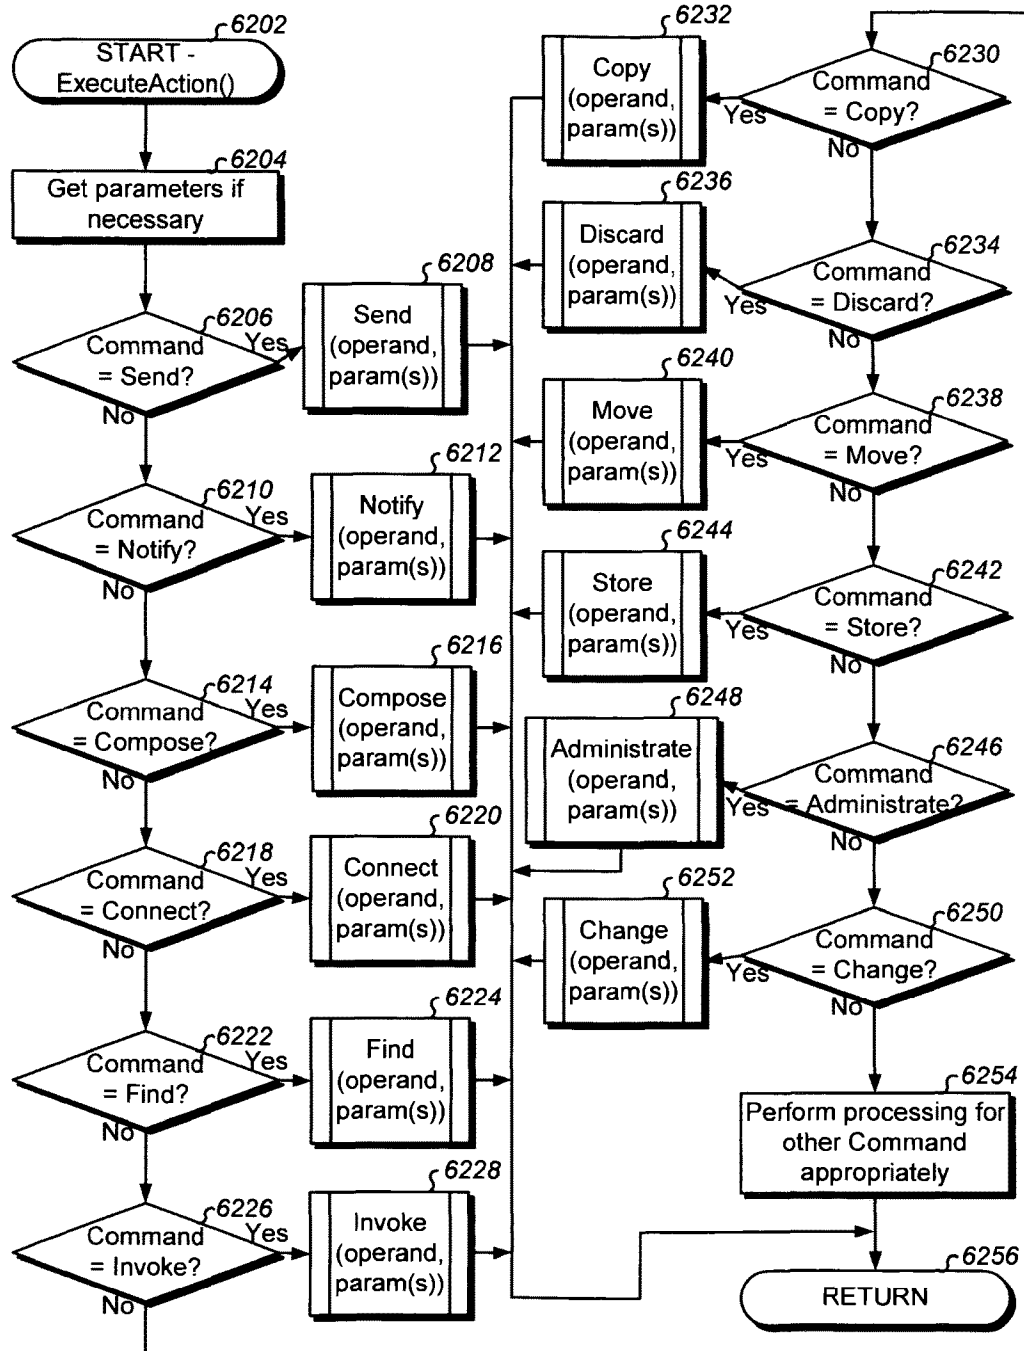 6202
START -
ExecuteAction()
6204
Get parameters if
necessary
6206
Command
= Send?
Yes
No
6208
Send
(operand,
param(s))
6210
Command
= Notify?
Yes
No
6212
Notify
(operand,
param(s))
6214
Command
= Compose?
Yes
No
6216
Compose
(operand,
param(s))
6218
Command
= Connect?
Yes
No
6220
Connect
(operand,
param(s))
6222
Command
= Find?
Yes
No
6224
Find
(operand,
param(s))
6226
Command
= Invoke?
Yes
No
6228
Invoke
(operand,
param(s))
6230
Command
= Copy?
Yes
No
6232
Copy
(operand,
param(s))
6234
Command
= Discard?
Yes
No
6236
Discard
(operand,
param(s))
6238
Command
= Move?
Yes
No
6240
Move
(operand,
param(s))
6242
Command
= Store?
Yes
No
6244
Store
(operand,
param(s))
6246
Command
= Administrate?
Yes
No
6248
Administrate
(operand,
param(s))
6250
Command
= Change?
Yes
No
6252
Change
(operand,
param(s))
6254
Perform processing for
other Command
appropriately
6256
RETURN